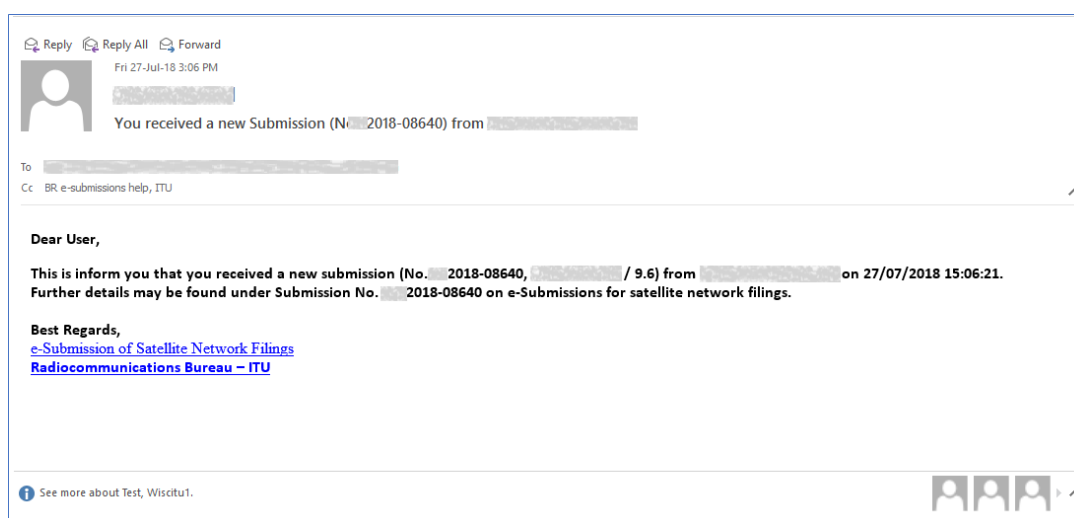 Reply Reply All Forward
Fri 27-Jul-18 3:06 PM
You received a new Submission (No 2018-08640) from
To
Cc BR e-submissions help, ITU
Dear User,
This is inform you that you received a new submission (No. 2018-08640, / 9.6) from on 27/07/2018 15:06:21.
Further details may be found under Submission No. 2018-08640 on e-Submissions for satellite network filings.
Best Regards,
e-Submission of Satellite Network Filings
Radiocommunications Bureau – ITU
See more about Test, Wiscitu1.